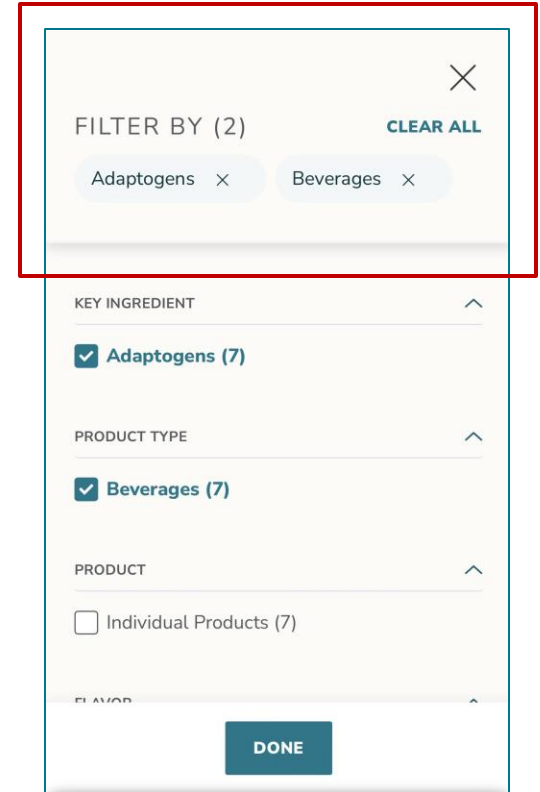 FILTER BY (2) CLEAR ALL
Adaptogens Beverages
KEY INGREDIENT
Adaptogens (7)
PRODUCT TYPE
Beverages (7)
PRODUCT
Individual Products (7)
FLAVOR
DONE